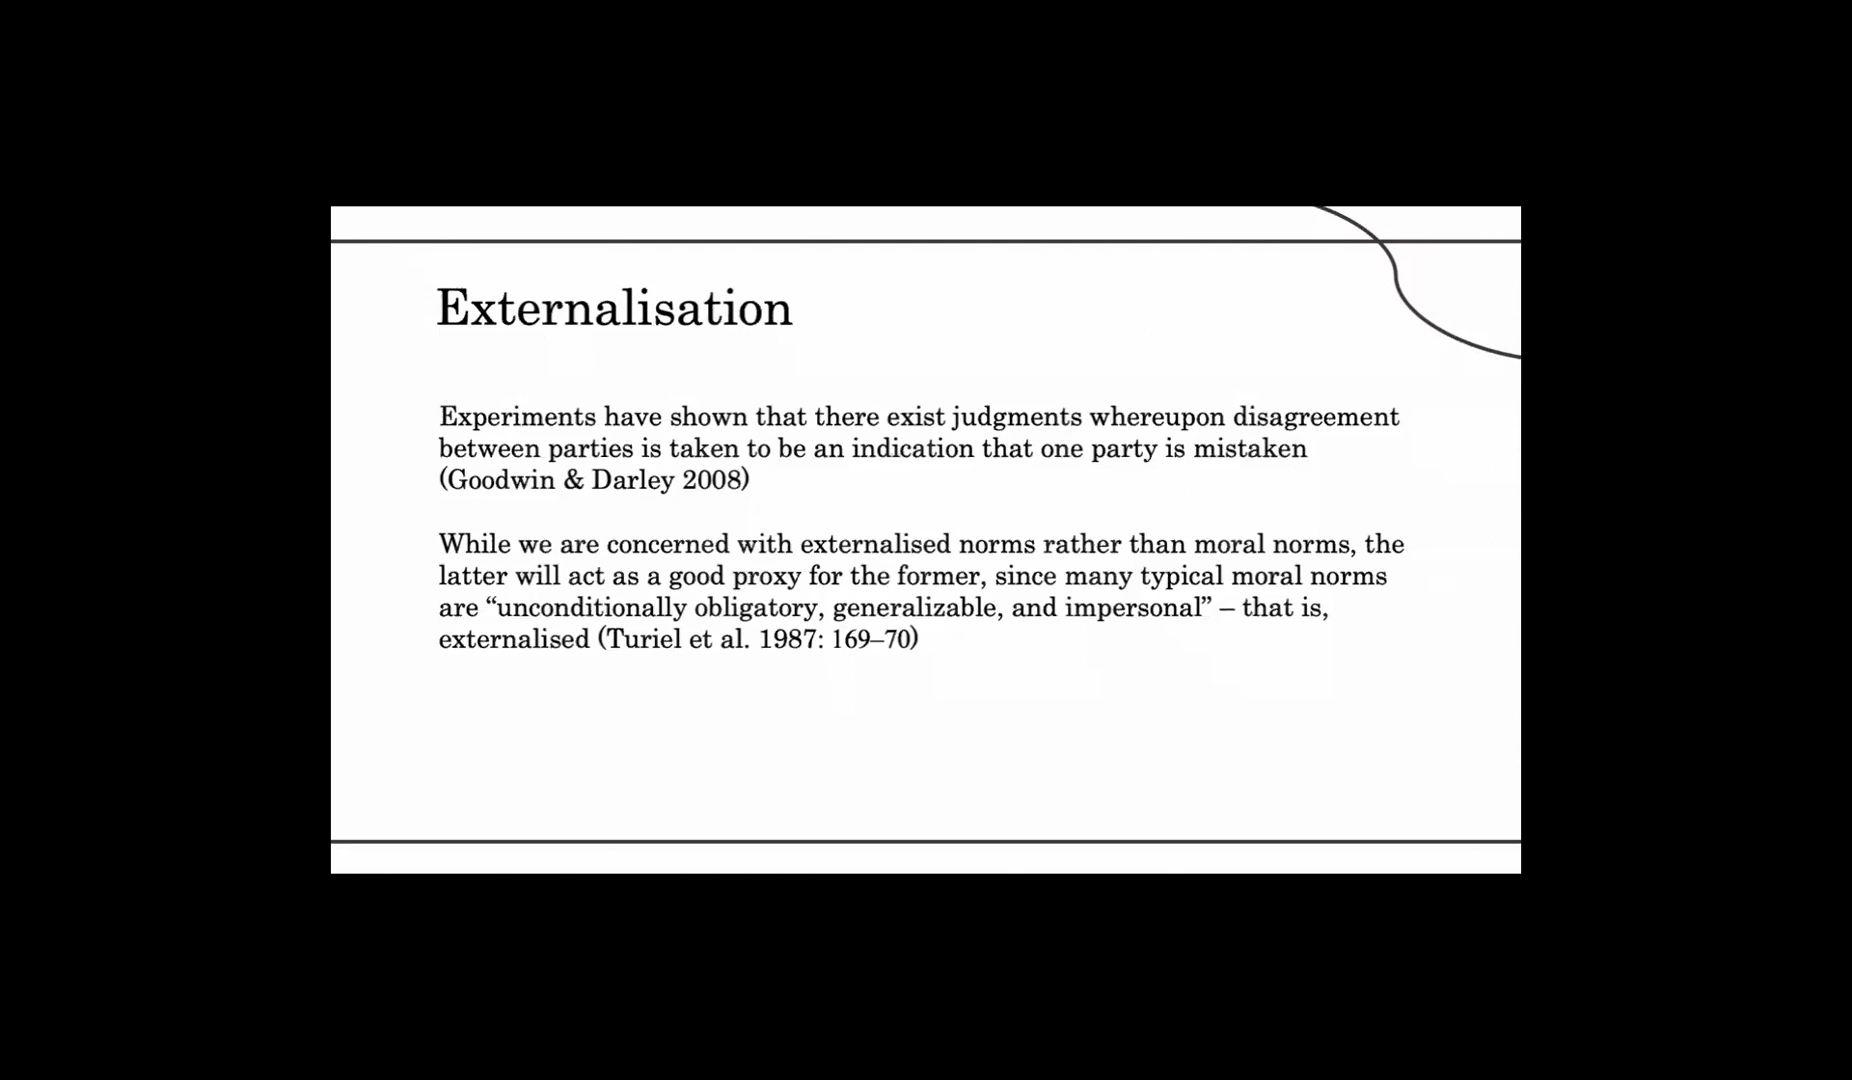 Externalisation
Experiments have shown that there exist judgments whereupon disagreement
between parties is taken to be an indication that one party is mistaken
(Goodwin & Darley 2008)
While we are concerned with externalised norms rather than moral norms, the
latter will act as a good proxy for the former, since many typical moral norms
are “unconditionally obligatory, generalizable, and impersonal” – that is,
externalised (Turiel et al. 1987: 169–70)